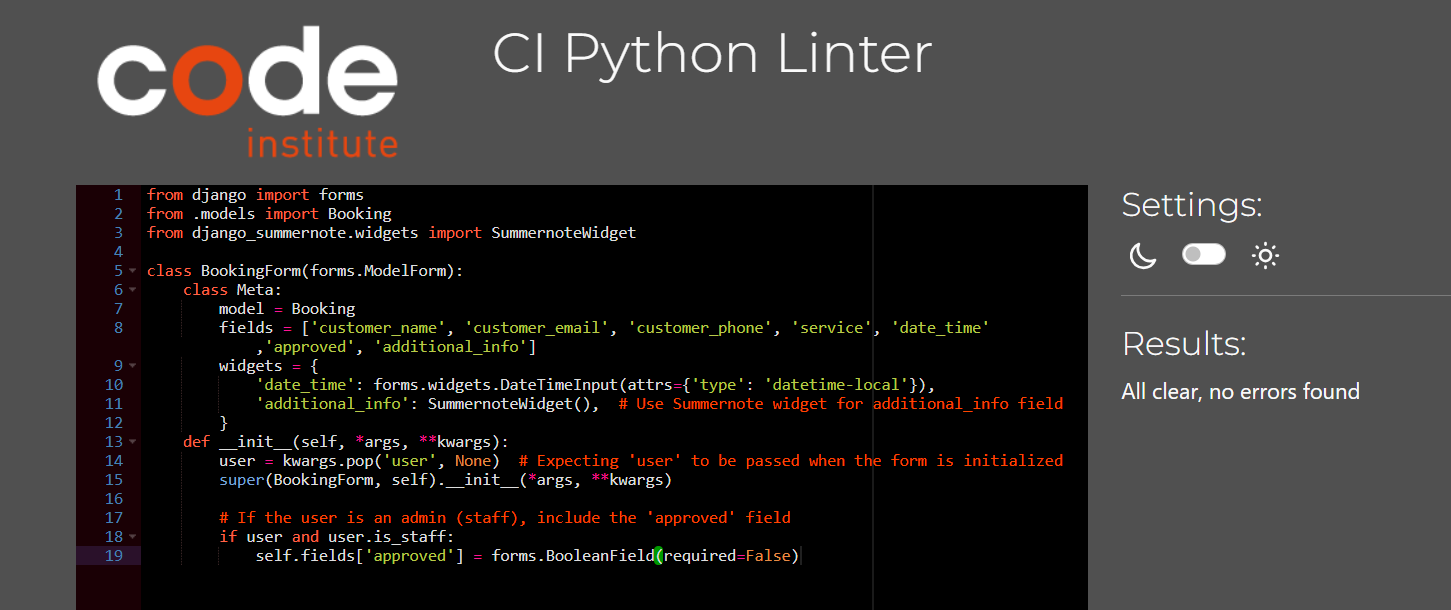 code
institute
CI Python Linter
1 from django import forms
2 from .models import Booking
3 from django_summernote.widgets import SummernoteWidget
4
5 class BookingForm(forms.ModelForm):
6     class Meta:
7         model = Booking
8         fields = ['customer_name', 'customer_email', 'customer_phone', 'service', 'date_time'
            ,'approved', 'additional_info']
9         widgets = {
10             'date_time': forms.widgets.DateTimeInput(attrs={'type': 'datetime-local'}),
11             'additional_info': SummernoteWidget(),  # Use Summernote widget for additional_info field
12         }
13     def __init__(self, *args, **kwargs):
14         user = kwargs.pop('user', None)  # Expecting 'user' to be passed when the form is initialized
15         super(BookingForm, self).__init__(*args, **kwargs)
16
17         # If the user is an admin (staff), include the 'approved' field
18         if user and user.is_staff:
19             self.fields['approved'] = forms.BooleanField(required=False)
Settings:
Results:
All clear, no errors found